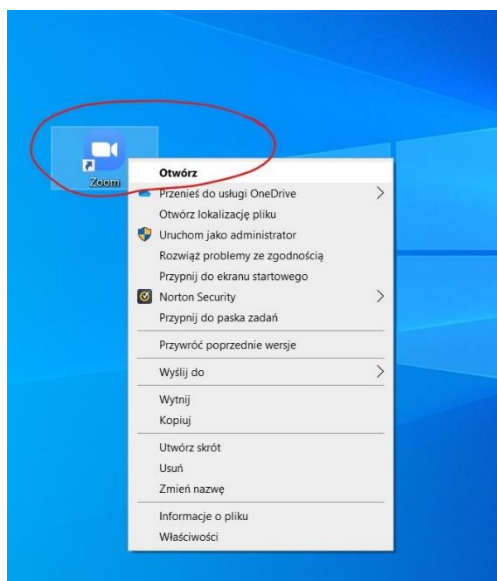 Zoom
Otwórz
Przenieś do usługi OneDrive
Otwórz lokalizację pliku
Uruchom jako administrator
Rozwiąż problemy ze zgodnością
Przypnij do ekranu startowego
Norton Security
Przypnij do paska zadań
Przywróć poprzednie wersje
Wyślij do
Wytnij
Kopiuj
Utwórz skrót
Usuń
Zmień nazwę
Informacje o pliku
Właściwości